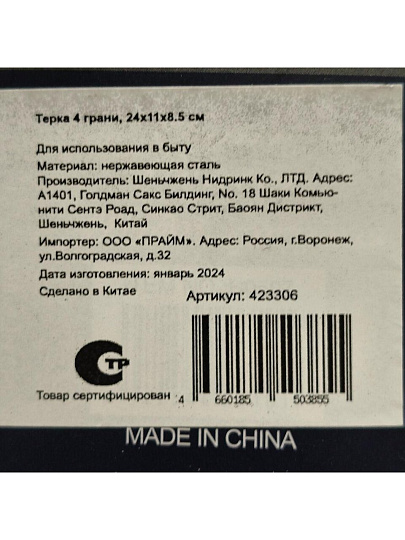 Терка 4 грани, 24х11х8.5 см
Для использования в быту
Материал: нержавеющая сталь
Производитель: Шеньчжень Нидринк Ко., ЛТД. Адрес:
А1401, Голдман Сакс Билдинг, No. 18 Шаки Комью-
нити Сентэ Роад, Синкао Стрит, Баоян Дистрикт,
Шеньчжень, Китай
Импортер: ООО «ПРАЙМ». Адрес: Россия, г.Воронеж,
ул.Волгоградская, д.32
Дата изготовления: январь 2024
Сделано в Китае
Артикул: 423306
ТР
Товар сертифицирован
4 660185 503855
MADE IN CHINA